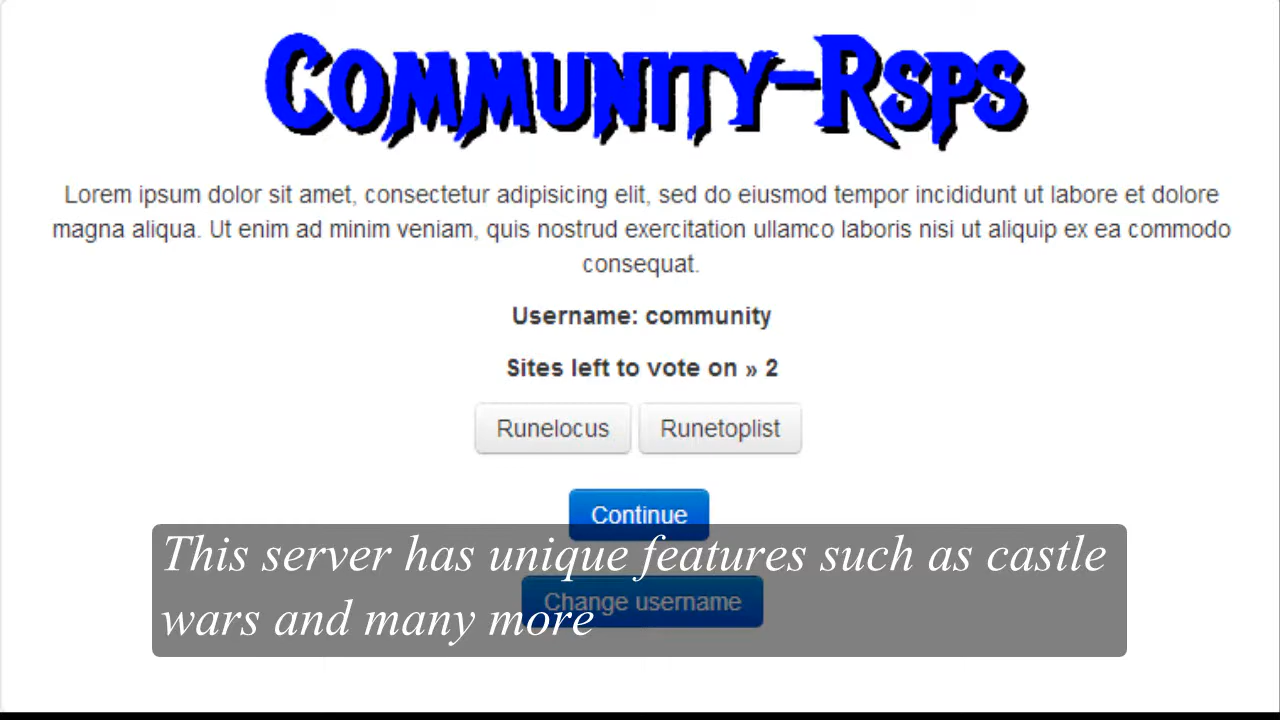 Community-Rsps
Lorem ipsum dolor sit amet, consectetur adipisicing elit, sed do eiusmod tempor incididunt ut labore et dolore
magna aliqua. Ut enim ad minim veniam, quis nostrud exercitation ullamco laboris nisi ut aliquip ex ea commodo
consequat.
Username: community
Sites left to vote on » 2
Runelocus Runetoplist
Continue
This server has unique features such as castle
Change username
wars and many more